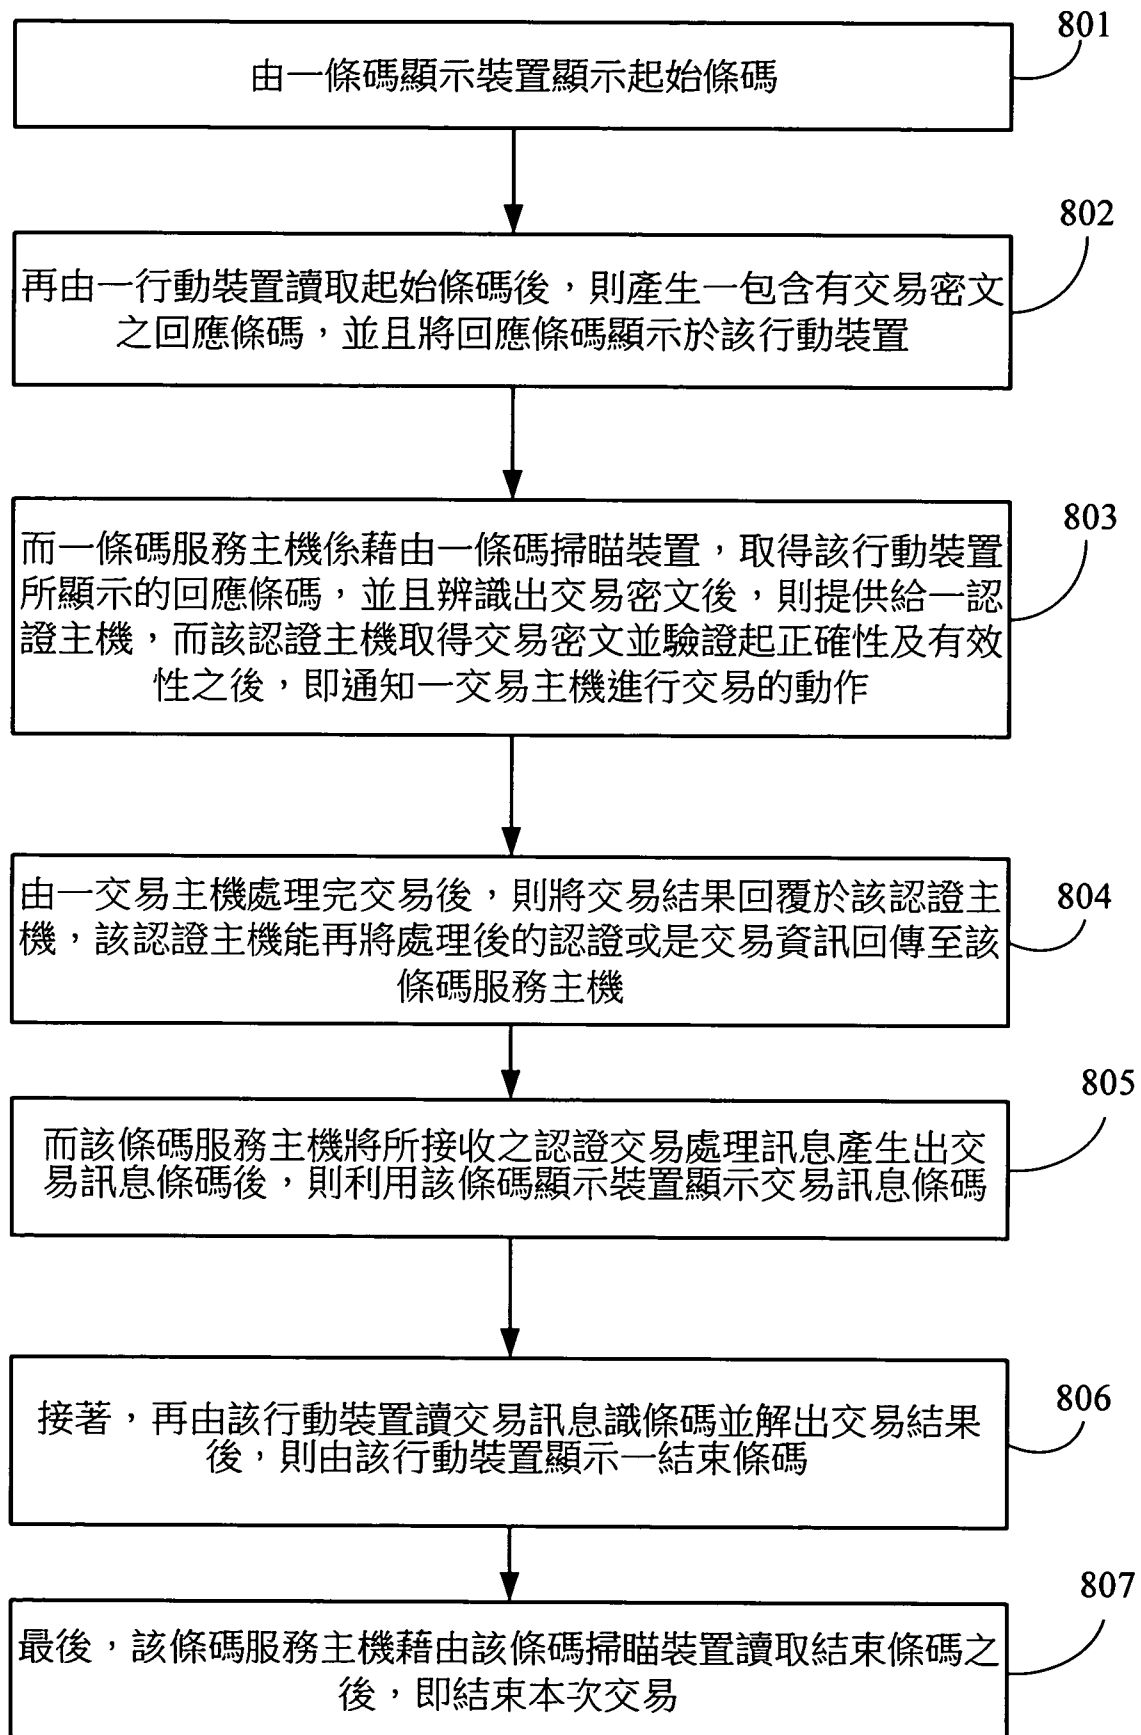 801
由一條碼顯示裝置顯示起始條碼
802
再由一行動裝置讀取起始條碼後，則產生一包含有交易密文
之回應條碼，並且將回應條碼顯示於該行動裝置
803
而一條碼服務主機係藉由一條碼掃瞄裝置，取得該行動裝置
所顯示的回應條碼，並且辨識出交易密文後，則提供給一認
證主機，而該認證主機取得交易密文並驗證起正確性及有效
性之後，即通知一交易主機進行交易的動作
804
由一交易主機處理完交易後，則將交易結果回覆於該認證主
機，該認證主機能再將處理後的認證或是交易資訊回傳至該
條碼服務主機
805
而該條碼服務主機將所接收之認證交易處理訊息產生出交
易訊息條碼後，則利用該條碼顯示裝置顯示交易訊息條碼
806
接著，再由該行動裝置讀交易訊息識條碼並解出交易結果
後，則由該行動裝置顯示一結束條碼
807
最後，該條碼服務主機藉由該條碼掃瞄裝置讀取結束條碼之
後，即結束本次交易